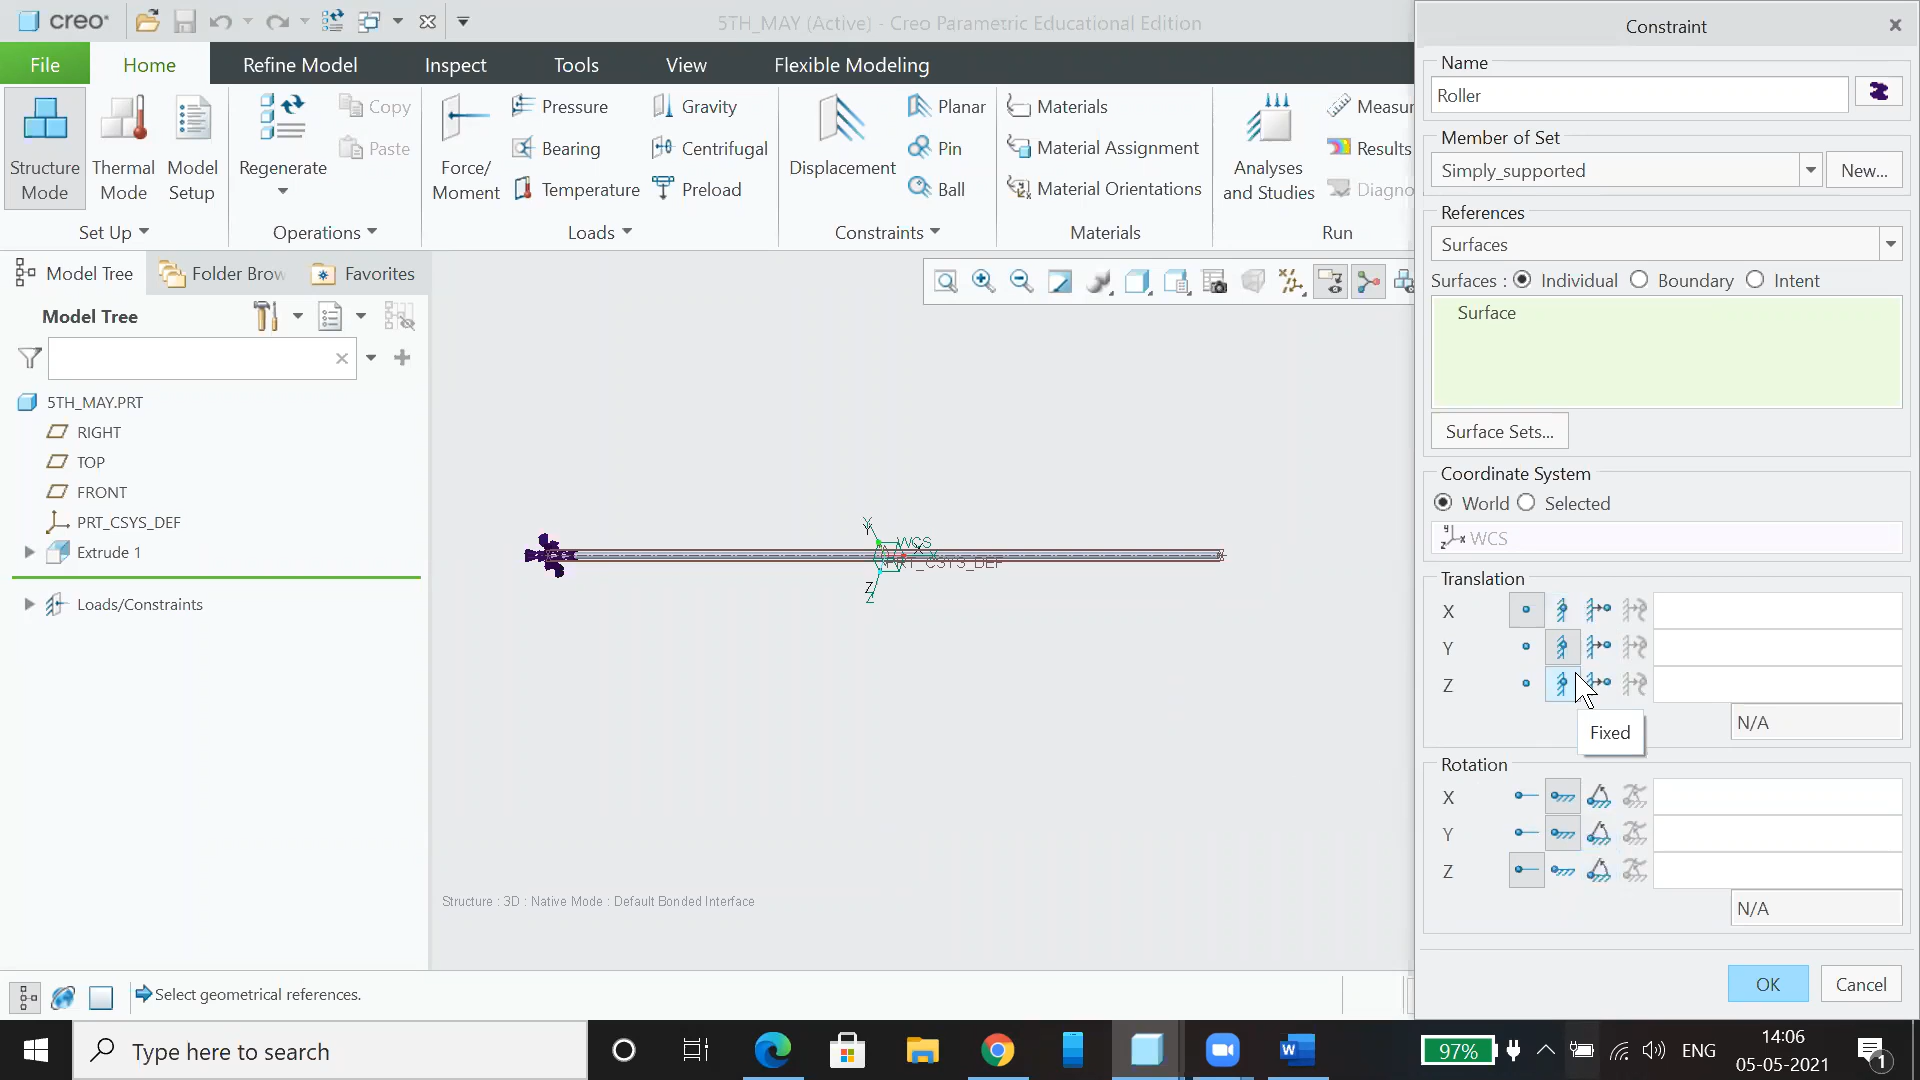 creo
5TH_MAY (Active) - Creo Parametric Educational Edition
File
Home
Refine Model
Inspect
Tools
View
Flexible Modeling
Structure
Mode
Thermal
Mode
Model
Setup
Set Up
Regenerate
Copy
Paste
Operations
Force/
Moment
Pressure
Bearing
Temperature
Gravity
Centrifugal
Preload
Loads
Displacement
Planar
Pin
Ball
Constraints
Materials
Material Assignment
Material Orientations
Materials
Analyses
and Studies
Measur
Results
Diagno
Run
Model Tree
Folder Brow
Favorites
Model Tree
5TH_MAY.PRT
RIGHT
TOP
FRONT
PRT_CSYS_DEF
Extrude 1
Loads/Constraints
Y
WCS
X
PRT_CSYS_DEF
Z
Z
Structure : 3D : Native Mode : Default Bonded Interface
Select geometrical references.
Constraint
Name
Roller
Member of Set
Simply_supported
New...
References
Surfaces
Surfaces : Individual Boundary Intent
Surface
Surface Sets...
Coordinate System
World Selected
WCS
Translation
X
Y
Z
N/A
Fixed
Rotation
X
Y
Z
N/A
OK
Cancel
Type here to search
W
97%
ENG
14:06
05-05-2021
1